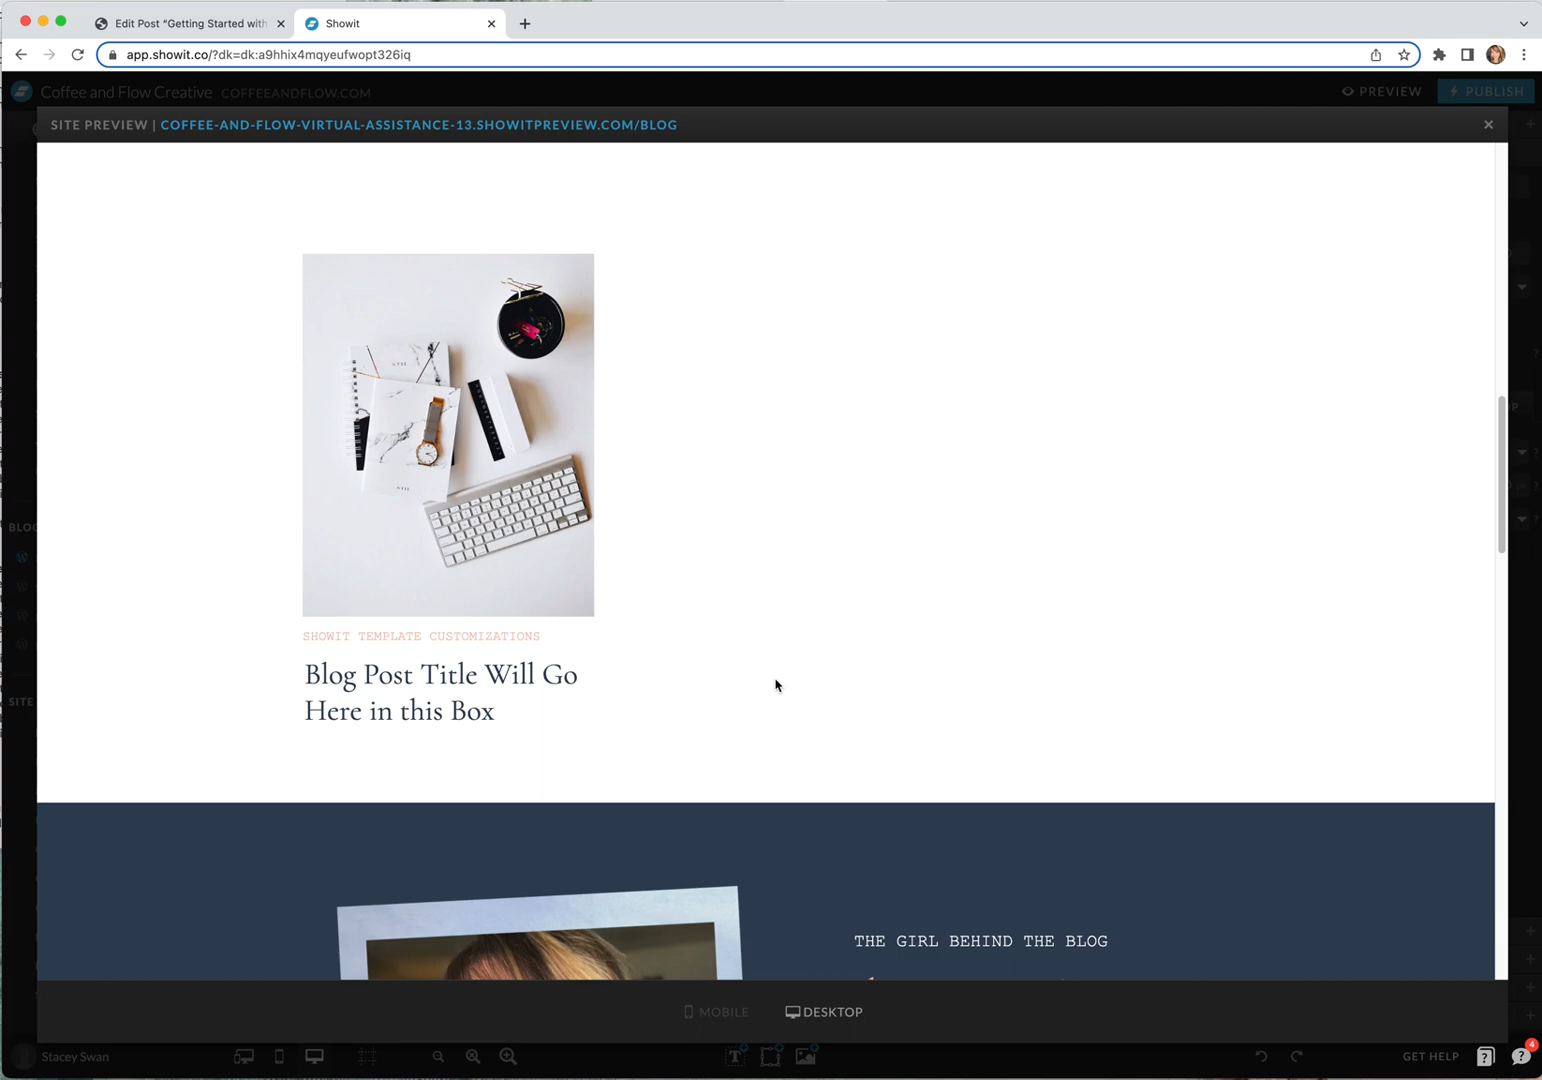 Edit Post "Getting Started with
Showit
app.showit.co/?dk=dk:a9hhix4mqyeufwopt326iq
Coffee and Flow Creative COFFEEANDFLOW.COM
PREVIEW
PUBLISH
SITE PREVIEW | COFFEE-AND-FLOW-VIRTUAL-ASSISTANCE-13.SHOWITPREVIEW.COM/BLOG
SHOWIT TEMPLATE CUSTOMIZATIONS
Blog Post Title Will Go
Here in this Box
BLOG
SITE
THE GIRL BEHIND THE BLOG
MOBILE
DESKTOP
Stacey Swan
T
GET HELP
4